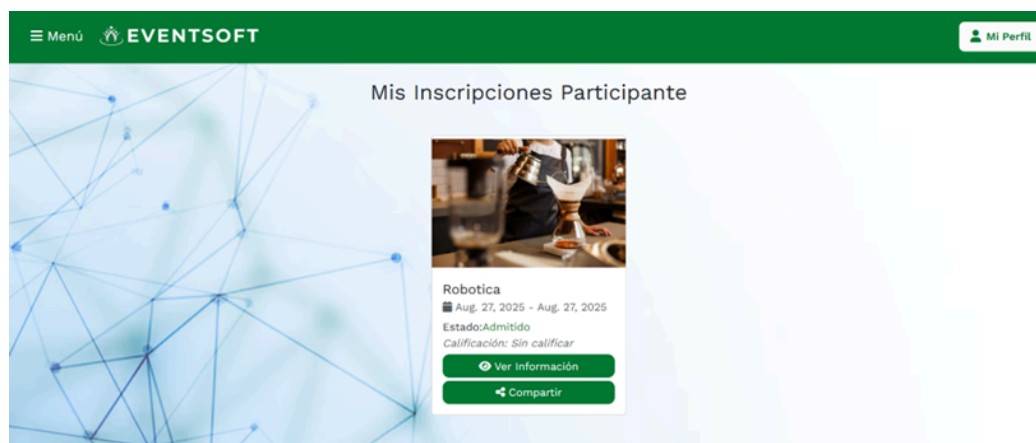 Menú EVENTSOFT Mi Perfil
Mis Inscripciones Participante
Robotica
Aug. 27, 2025 - Aug. 27, 2025
Estado:Admitido
Calificación: Sin calificar
Ver Información
Compartir